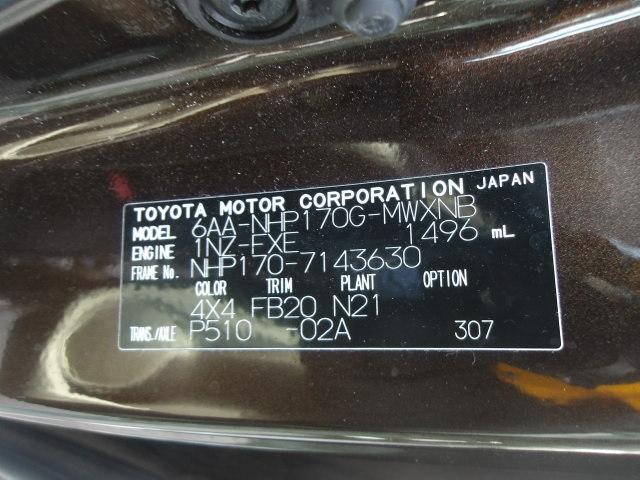 TOYOTA MOTOR CORPORATION JAPAN
MODEL 6AA-NHP170G-MWXNB
ENGINE 1NZ-FXE 1496 mL
FRAME No. NHP170-7143630
COLOR TRIM PLANT OPTION
4X4 FB20 N21
TRANS./AXLE P510 -02A 307